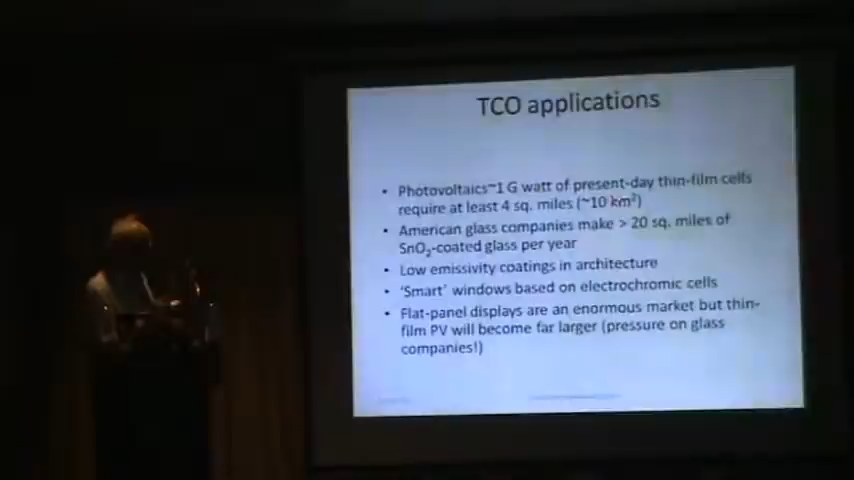 TCO applications
• Photovoltaics~1 G watt of present-day thin-film cells
require at least 4 sq. miles (~10 km²)
• American glass companies make > 20 sq. miles of
SnO₂-coated glass per year
• Low emissivity coatings in architecture
• ‘Smart’ windows based on electrochromic cells
• Flat-panel displays are an enormous market but thin-
film PV will become far larger (pressure on glass
companies!)